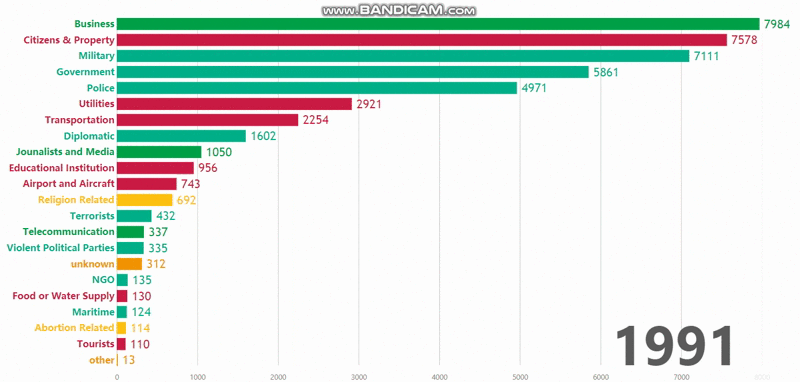 www.BANDICAM.com
Business 7984
Citizens & Property 7578
Military 7111
Government 5861
Police 4971
Utilities 2921
Transportation 2254
Diplomatic 1602
Jounalists and Media 1050
Educational Institution 956
Airport and Aircraft 743
Religion Related 692
Terrorists 432
Telecommunication 337
Violent Political Parties 335
unknown 312
NGO 135
Food or Water Supply 130
Maritime 124
Abortion Related 114
Tourists 110
other 13
1991
0 1000 2000 3000 4000 5000 6000 7000 8000